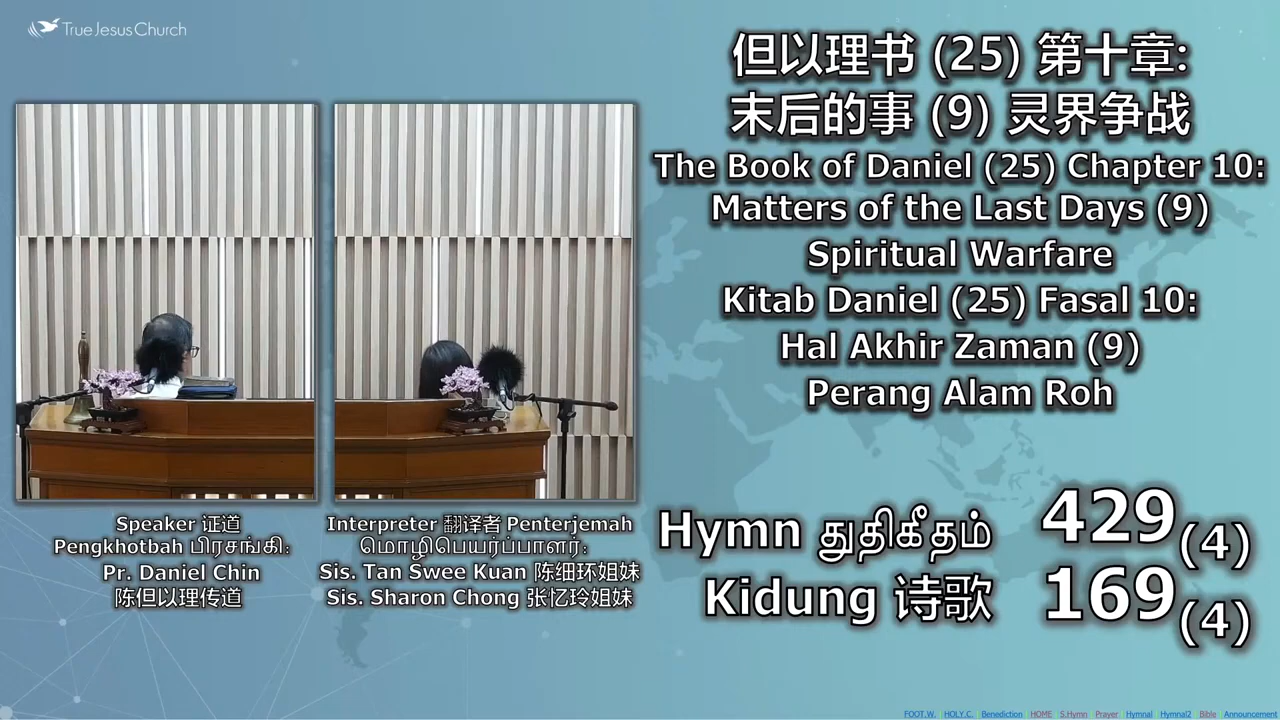 True Jesus Church
但以理书 (25) 第十章:
末后的事 (9) 灵界争战
The Book of Daniel (25) Chapter 10:
Matters of the Last Days (9)
Spiritual Warfare
Kitab Daniel (25) Fasal 10:
Hal Akhir Zaman (9)
Perang Alam Roh
Speaker 证道
Pengkhotbah பிரசங்கி:
Pr. Daniel Chin
陈但以理传道
Interpreter 翻译者 Penterjemah
மொழிபெயர்ப்பாளர்:
Sis. Tan Swee Kuan 陈细环姐妹
Sis. Sharon Chong 张忆玲姐妹
Hymn துதிகீதம் 429(4)
Kidung 诗歌 169(4)
FOOT.W. | HOLY.C. | Benediction | HOME | S.Hymn | Prayer | Hymnal | Hymnal2 | Bible | Announcement